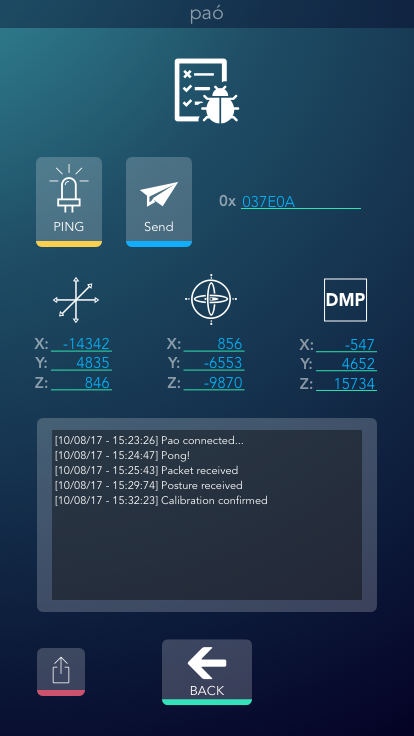 paó
PING
Send
0x 037E0A
DMP
X: -14342
Y: 4835
Z: 846
X: 856
Y: -6553
Z: -9870
X: -547
Y: 4652
Z: 15734
[10/08/17 - 15:23:26] Pao connected...
[10/08/17 - 15:24:47] Pong!
[10/08/17 - 15:25:43] Packet received
[10/08/17 - 15:29:74] Posture received
[10/08/17 - 15:32:23] Calibration confirmed
BACK